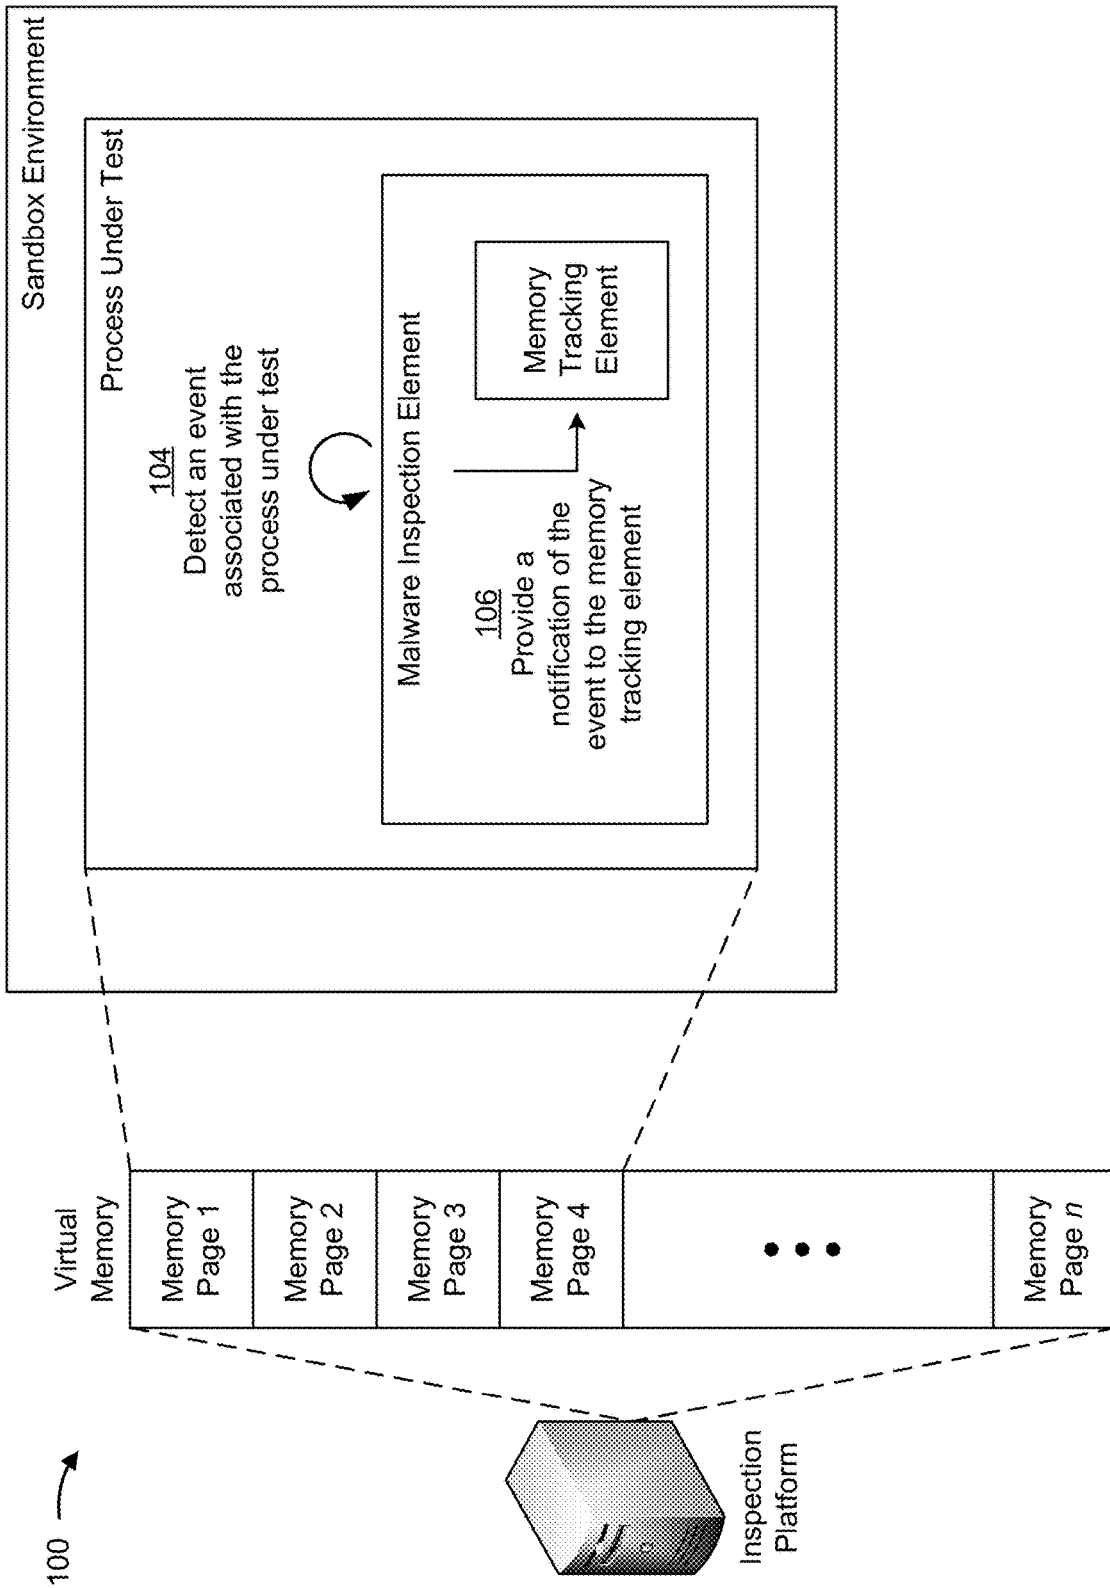 100
Inspection
Platform
Virtual
Memory
Memory
Page 1
Memory
Page 2
Memory
Page 3
Memory
Page 4
Memory
Page n
Sandbox Environment
Process Under Test
104
Detect an event
associated with the
process under test
Malware Inspection Element
106
Provide a
notification of the
event to the memory
tracking element
Memory
Tracking
Element